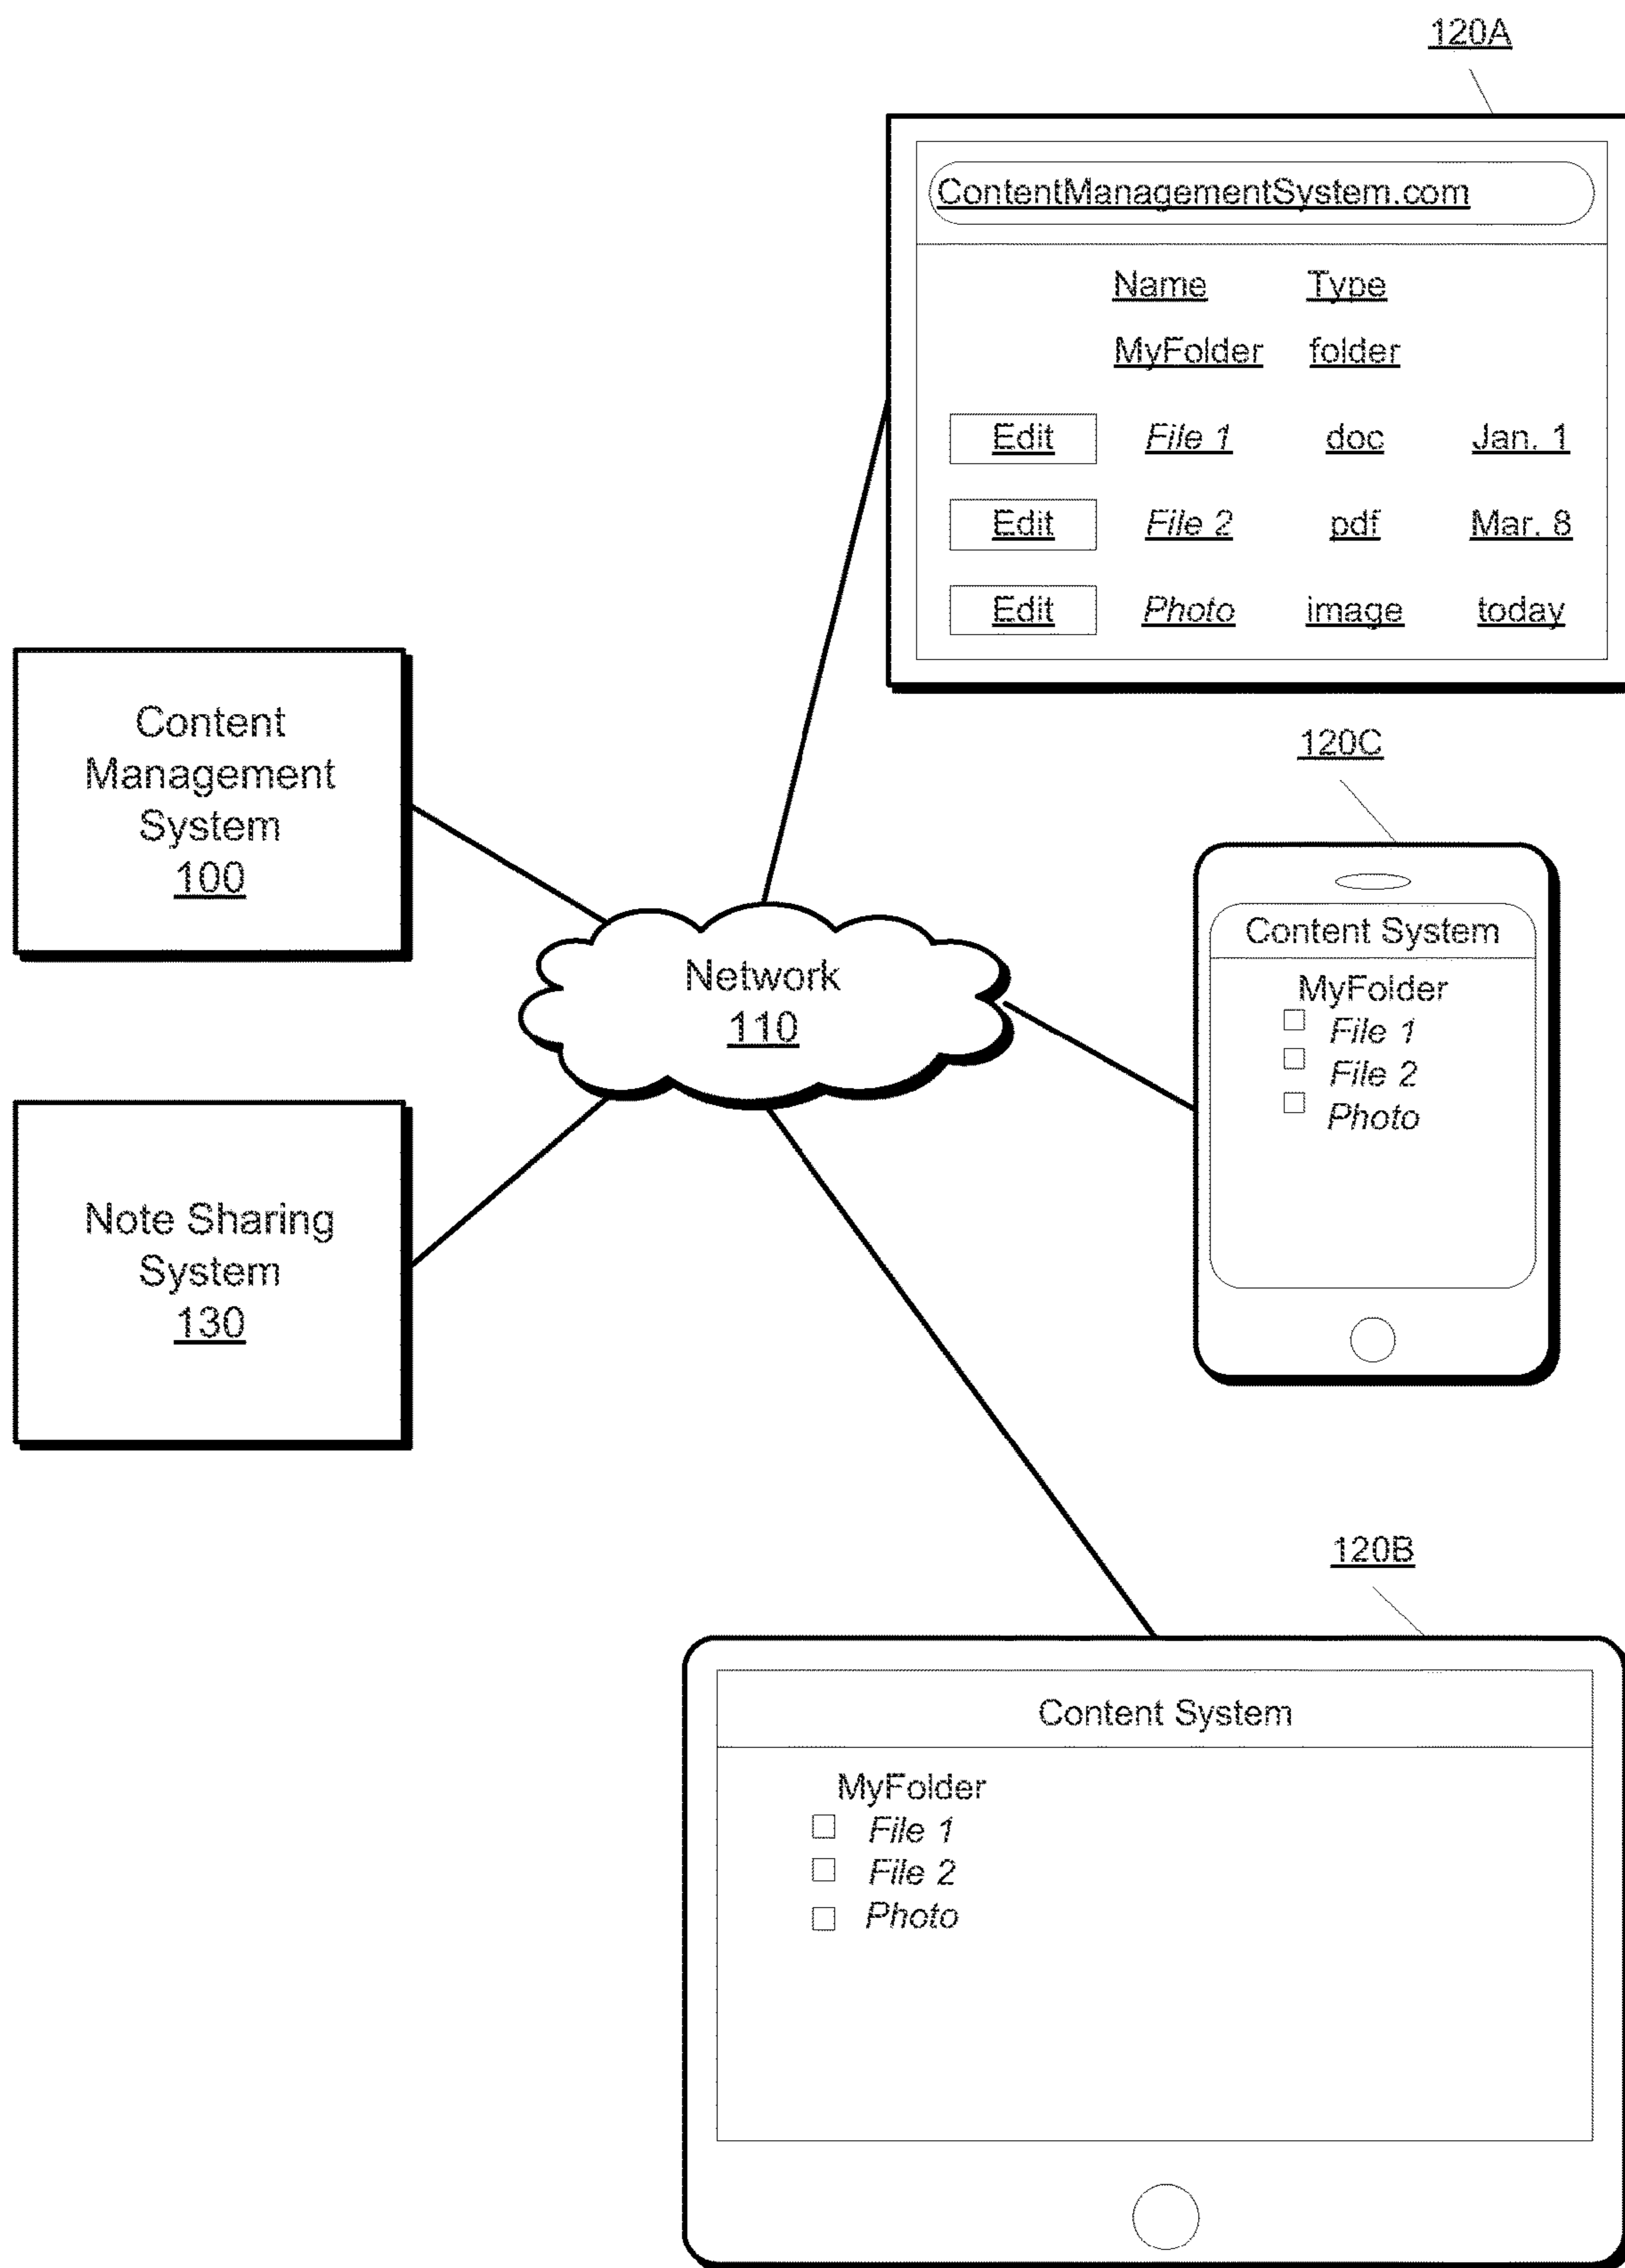 120A
ContentManagementSystem.com
Name Type
MyFolder folder
Edit File 1 doc Jan. 1
Edit File 2 pdf Mar. 8
Edit Photo image today
Content
Management
System
100
120C
Content System
MyFolder
File 1
File 2
Photo
Network
110
Note Sharing
System
130
120B
Content System
MyFolder
File 1
File 2
Photo